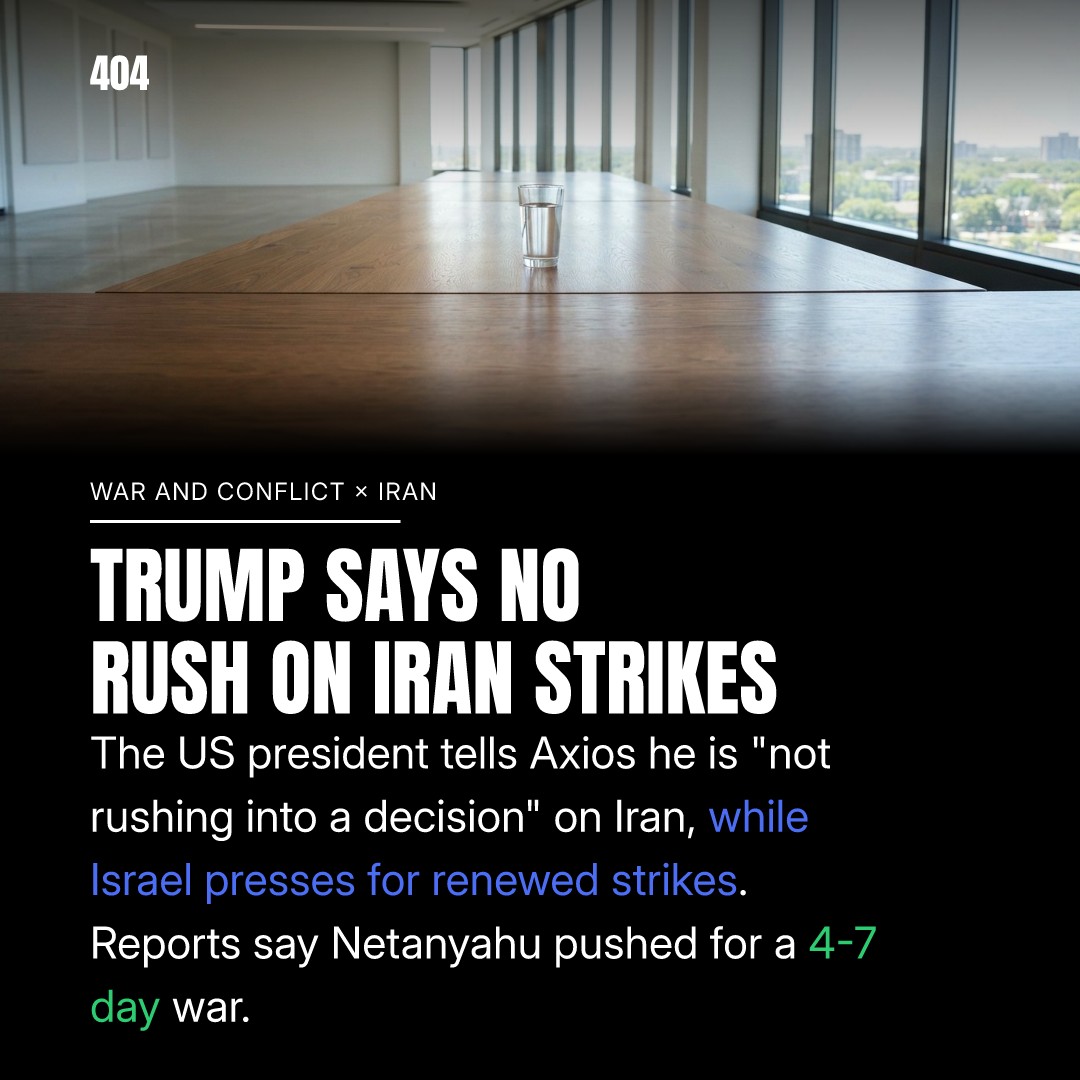 404
WAR AND CONFLICT × IRAN
TRUMP SAYS NO
RUSH ON IRAN STRIKES
The US president tells Axios he is "not
rushing into a decision" on Iran, while
Israel presses for renewed strikes.
Reports say Netanyahu pushed for a 4-7
day war.